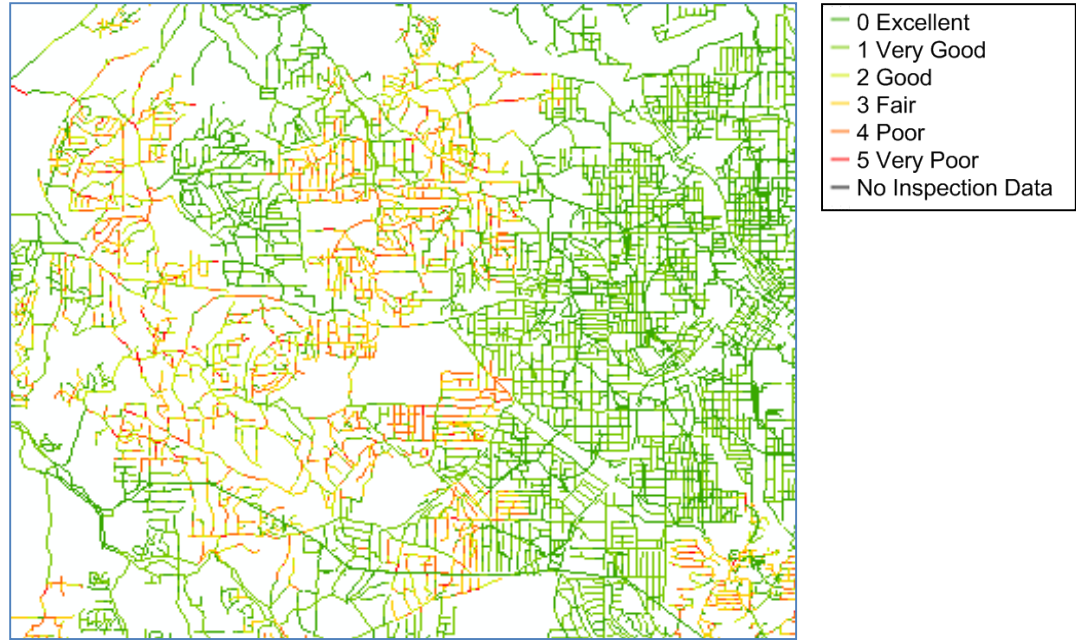 0 Excellent
1 Very Good
2 Good
3 Fair
4 Poor
5 Very Poor
No Inspection Data